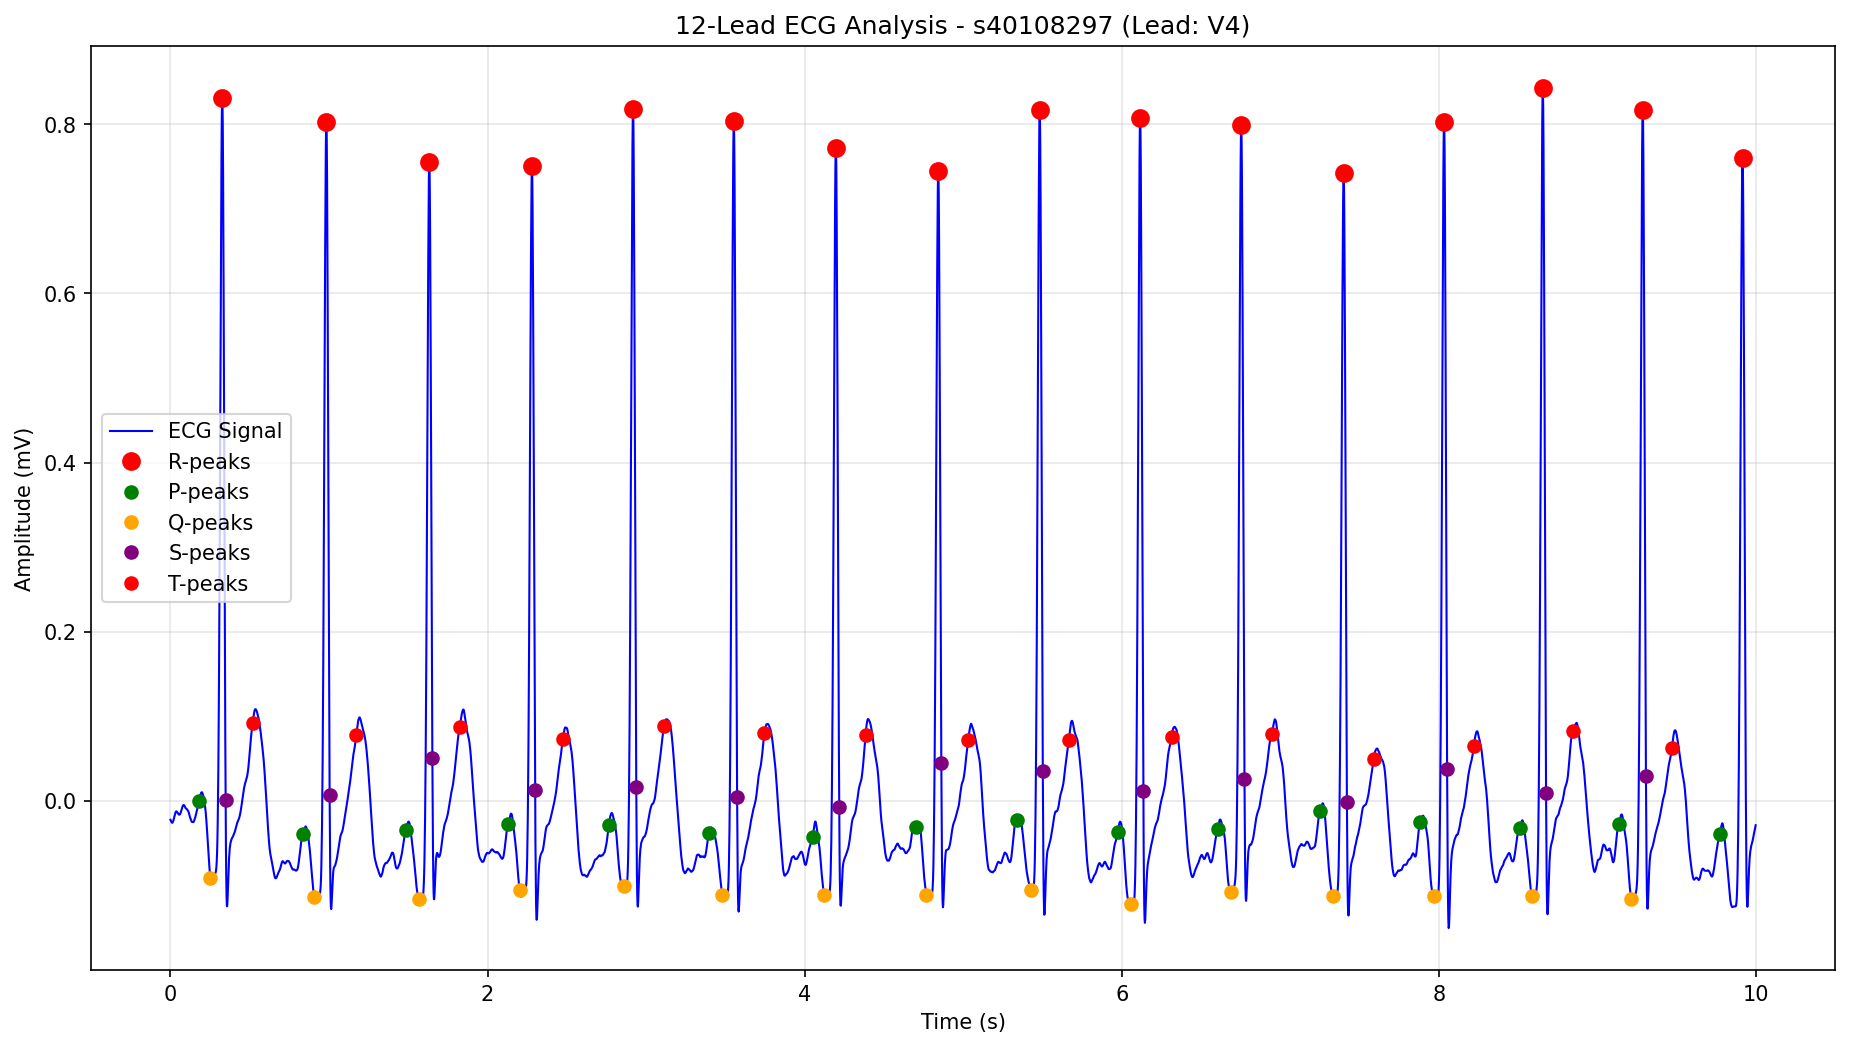 12-Lead ECG Analysis - s40108297 (Lead: V4)
0.8
0.6
0.4
0.2
0.0
Amplitude (mV)
ECG Signal
R-peaks
P-peaks
Q-peaks
S-peaks
T-peaks
0 2 4 6 8 10
Time (s)